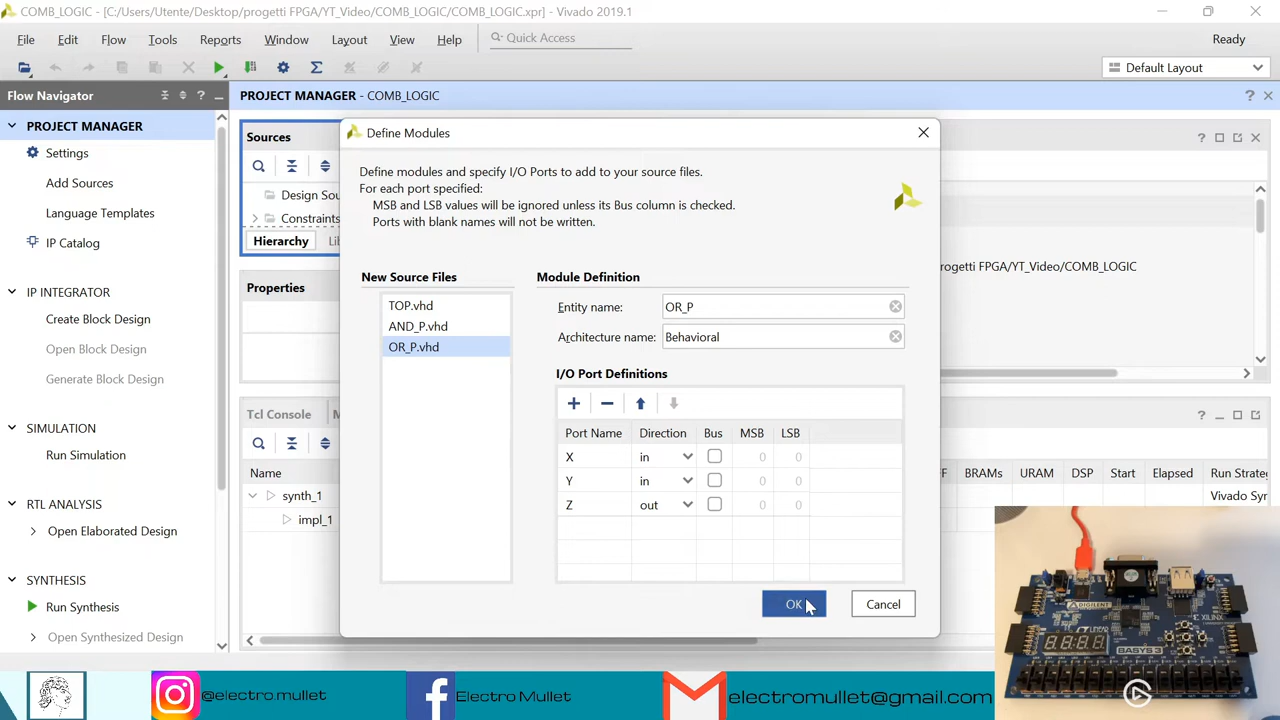 COMB_LOGIC - [C:/Users/Utente/Desktop/progetti FPGA/YT_Video/COMB_LOGIC/COMB_LOGIC.xpr] - Vivado 2019.1
File Edit Flow Tools Reports Window Layout View Help Quick Access Ready
Default Layout
Flow Navigator ? PROJECT MANAGER - COMB_LOGIC ?
PROJECT MANAGER
Settings
Add Sources
Language Templates
IP Catalog
IP INTEGRATOR
Create Block Design
Open Block Design
Generate Block Design
SIMULATION
Run Simulation
RTL ANALYSIS
Open Elaborated Design
SYNTHESIS
Run Synthesis
Open Synthesized Design
Sources
Design Sou
Constraints
Hierarchy Li
Properties
Tcl Console M
Name
synth_1
impl_1
Define Modules
Define modules and specify I/O Ports to add to your source files.
For each port specified:
MSB and LSB values will be ignored unless its Bus column is checked.
Ports with blank names will not be written.
New Source Files
TOP.vhd
AND_P.vhd
OR_P.vhd
Module Definition
Entity name: OR_P
Architecture name: Behavioral
I/O Port Definitions
Port Name Direction Bus MSB LSB
X in 0 0
Y in 0 0
Z out 0 0
OK Cancel
?
progetti FPGA/YT_Video/COMB_LOGIC
?
F BRAMs URAM DSP Start Elapsed Run Strate
Vivado Syn
DIGILENT
XILINX
BASYS 3
@electro.mullet
Electro Mullet
electromullet@gmail.com